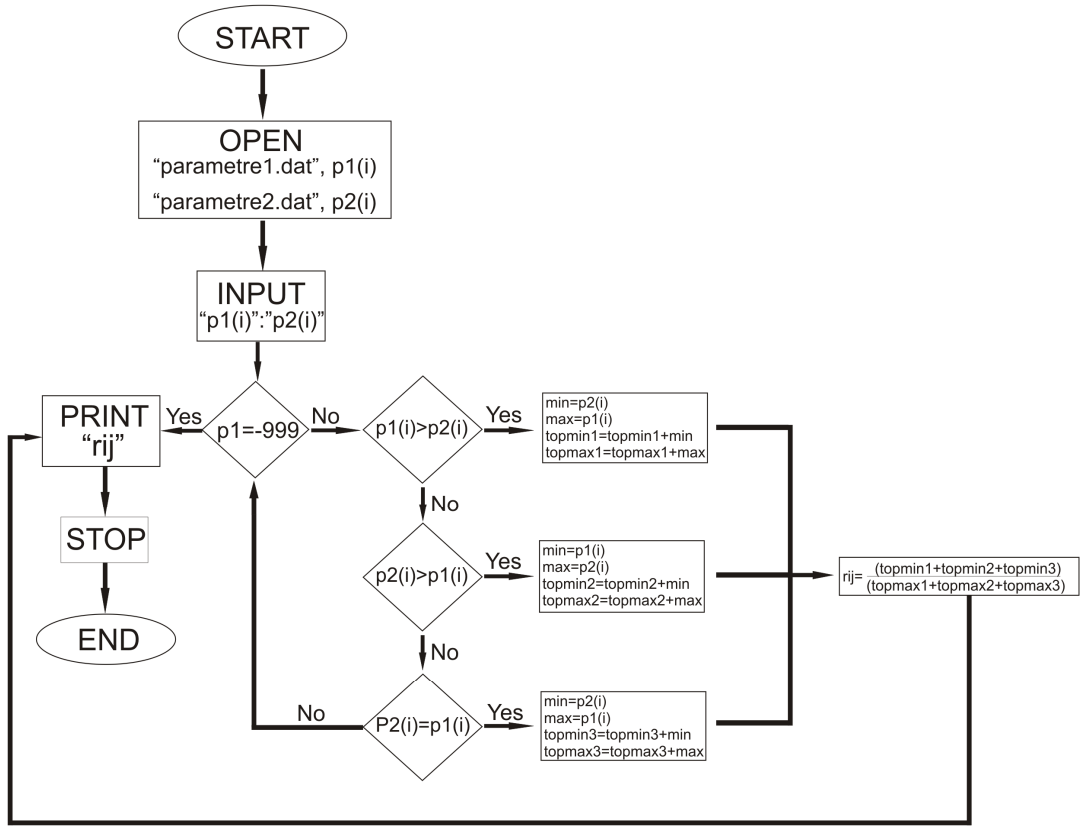 START
OPEN
“parametre1.dat”, p1(i)
“parametre2.dat”, p2(i)
INPUT
“p1(i)”:”p2(i)”
PRINT
“rij”
Yes
p1=-999
No
p1(i)>p2(i)
Yes
min=p2(i)
max=p1(i)
topmin1=topmin1+min
topmax1=topmax1+max
No
STOP
p2(i)>p1(i)
Yes
min=p1(i)
max=p2(i)
topmin2=topmin2+min
topmax2=topmax2+max
rij= (topmin1+topmin2+topmin3)
(topmax1+topmax2+topmax3)
END
No
No
P2(i)=p1(i)
Yes
min=p2(i)
max=p1(i)
topmin3=topmin3+min
topmax3=topmax3+max